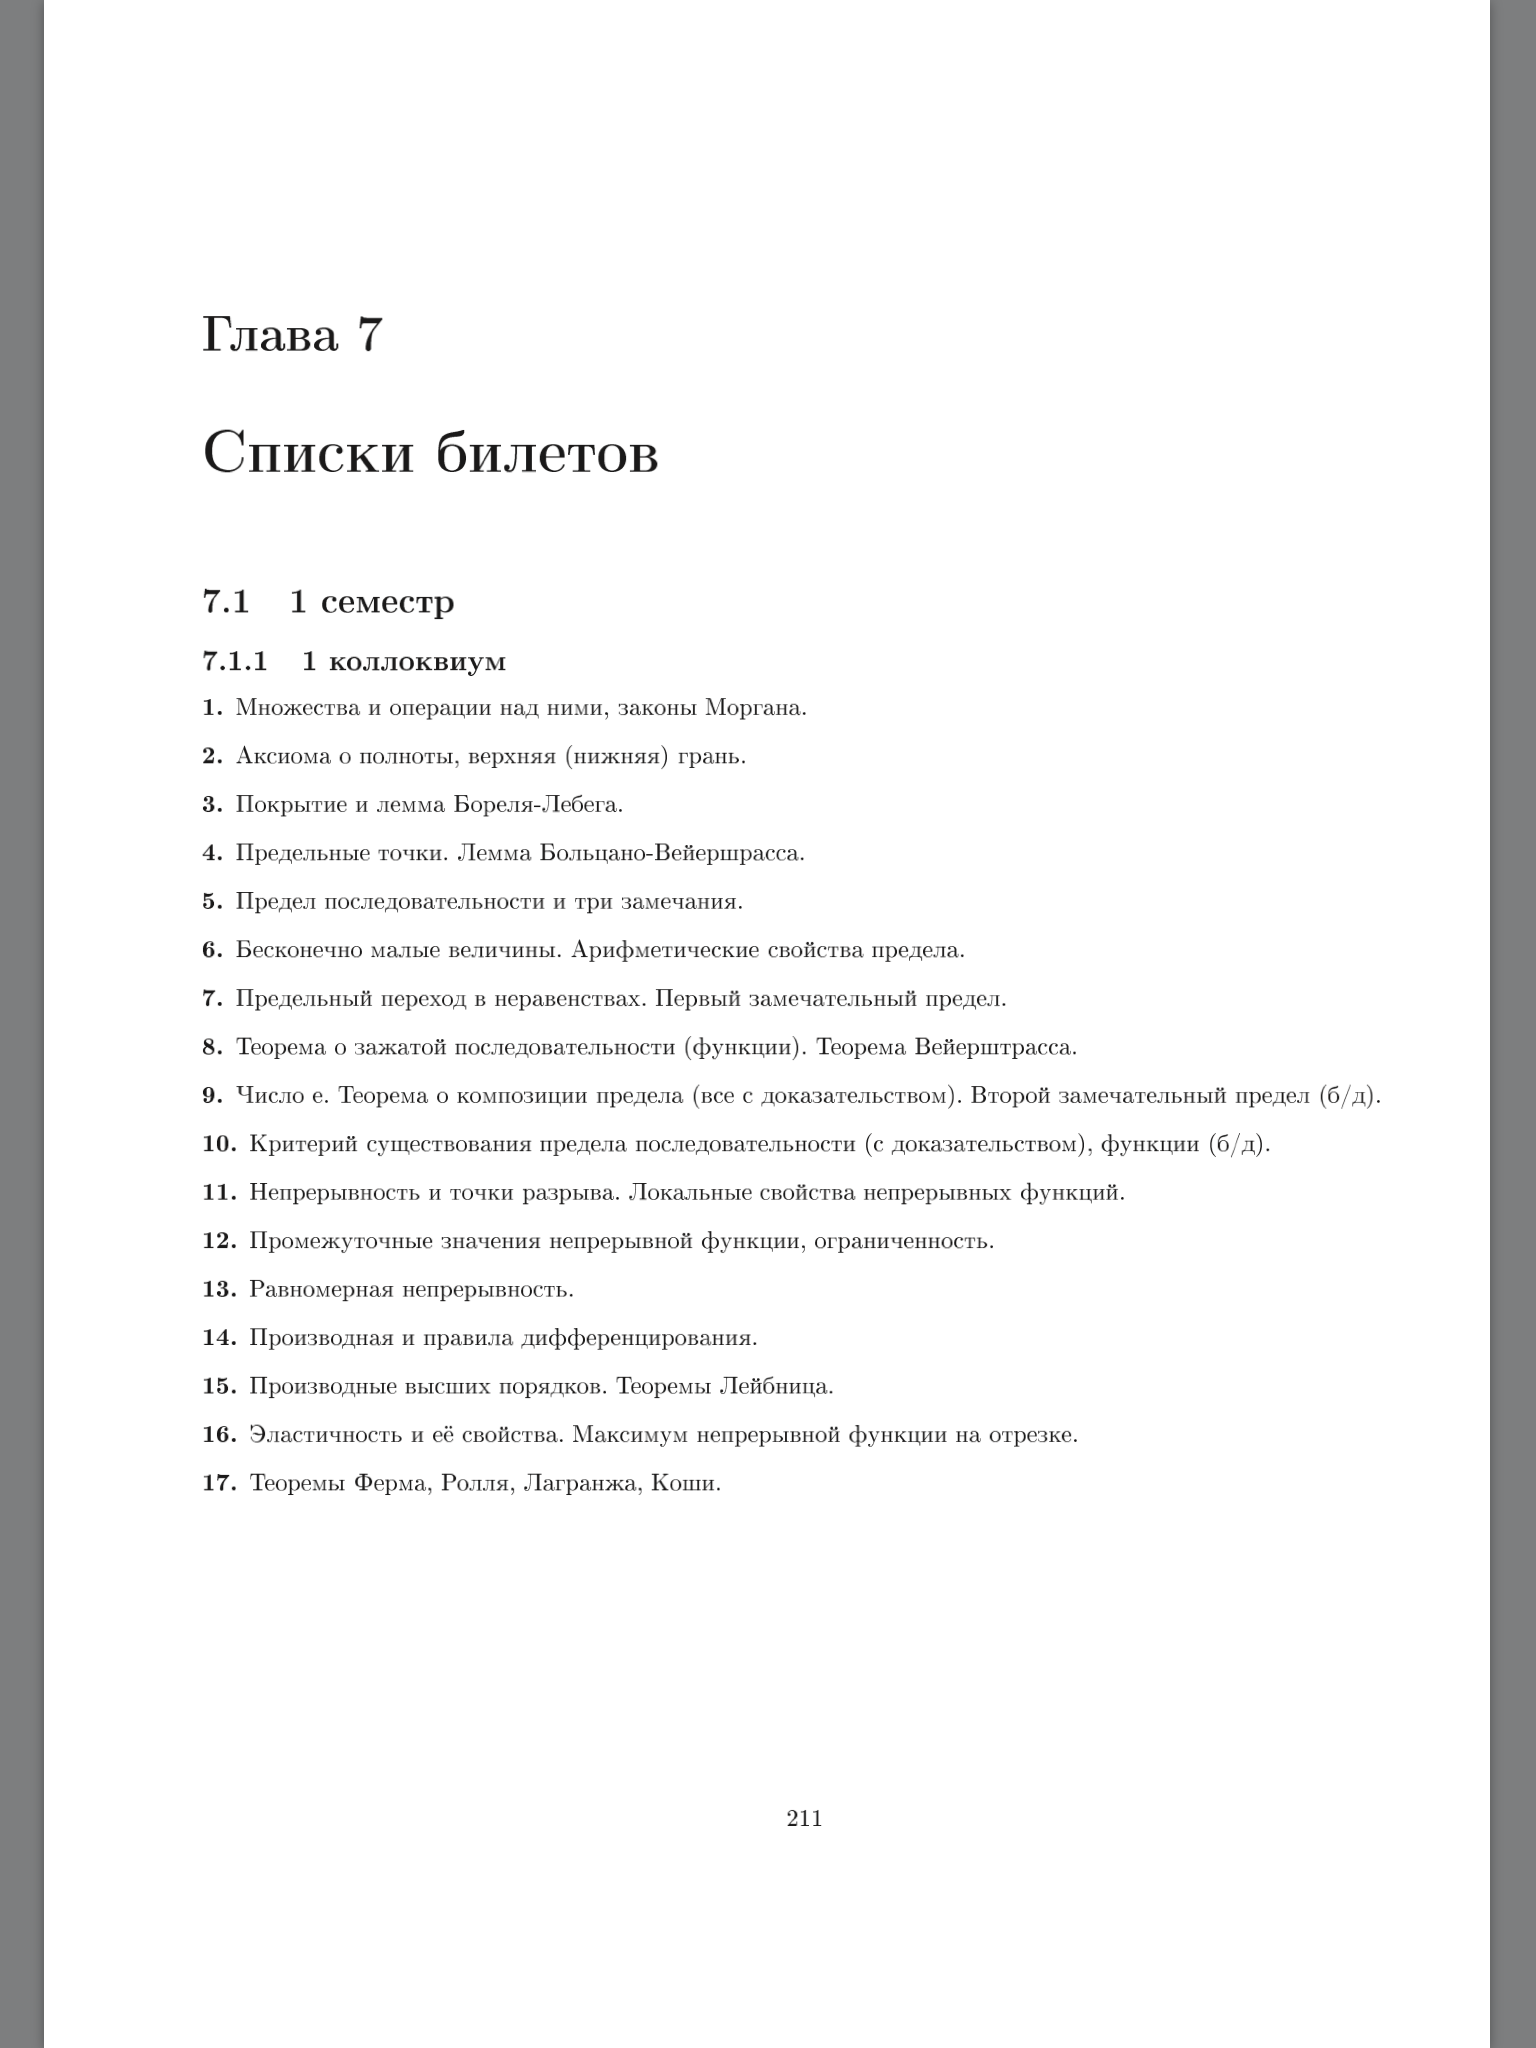 Глава 7
Списки билетов
7.1 1 семестр
7.1.1 1 коллоквиум
1. Множества и операции над ними, законы Моргана.
2. Аксиома о полноты, верхняя (нижняя) грань.
3. Покрытие и лемма Бореля-Лебега.
4. Предельные точки. Лемма Больцано-Вейершрасса.
5. Предел последовательности и три замечания.
6. Бесконечно малые величины. Арифметические свойства предела.
7. Предельный переход в неравенствах. Первый замечательный предел.
8. Теорема о зажатой последовательности (функции). Теорема Вейерштрасса.
9. Число е. Теорема о композиции предела (все с доказательством). Второй замечательный предел (б/д).
10. Критерий существования предела последовательности (с доказательством), функции (б/д).
11. Непрерывность и точки разрыва. Локальные свойства непрерывных функций.
12. Промежуточные значения непрерывной функции, ограниченность.
13. Равномерная непрерывность.
14. Производная и правила дифференцирования.
15. Производные высших порядков. Теоремы Лейбница.
16. Эластичность и её свойства. Максимум непрерывной функции на отрезке.
17. Теоремы Ферма, Ролля, Лагранжа, Коши.
211